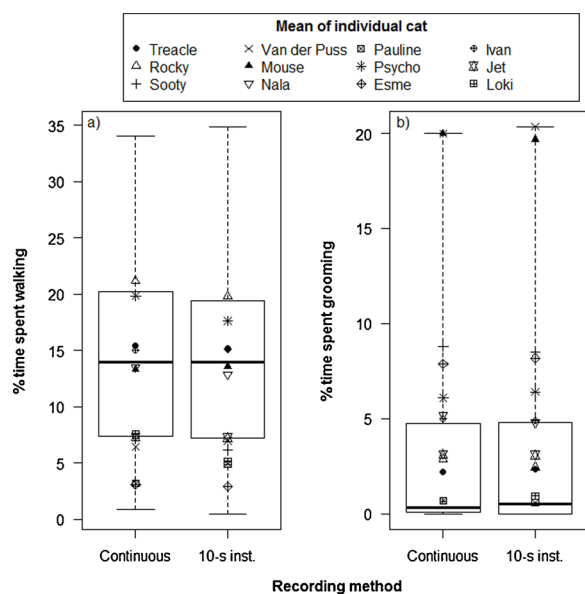 Mean of individual cat
Treacle Van der Puss Pauline Ivan
Rocky Mouse Psycho Jet
Sooty Nala Esme Loki
a)
35
30
25
20
15
10
5
0
% time spent walking
Continuous 10-s inst.
b)
20
15
10
5
0
% time spent grooming
Continuous 10-s inst.
Recording method